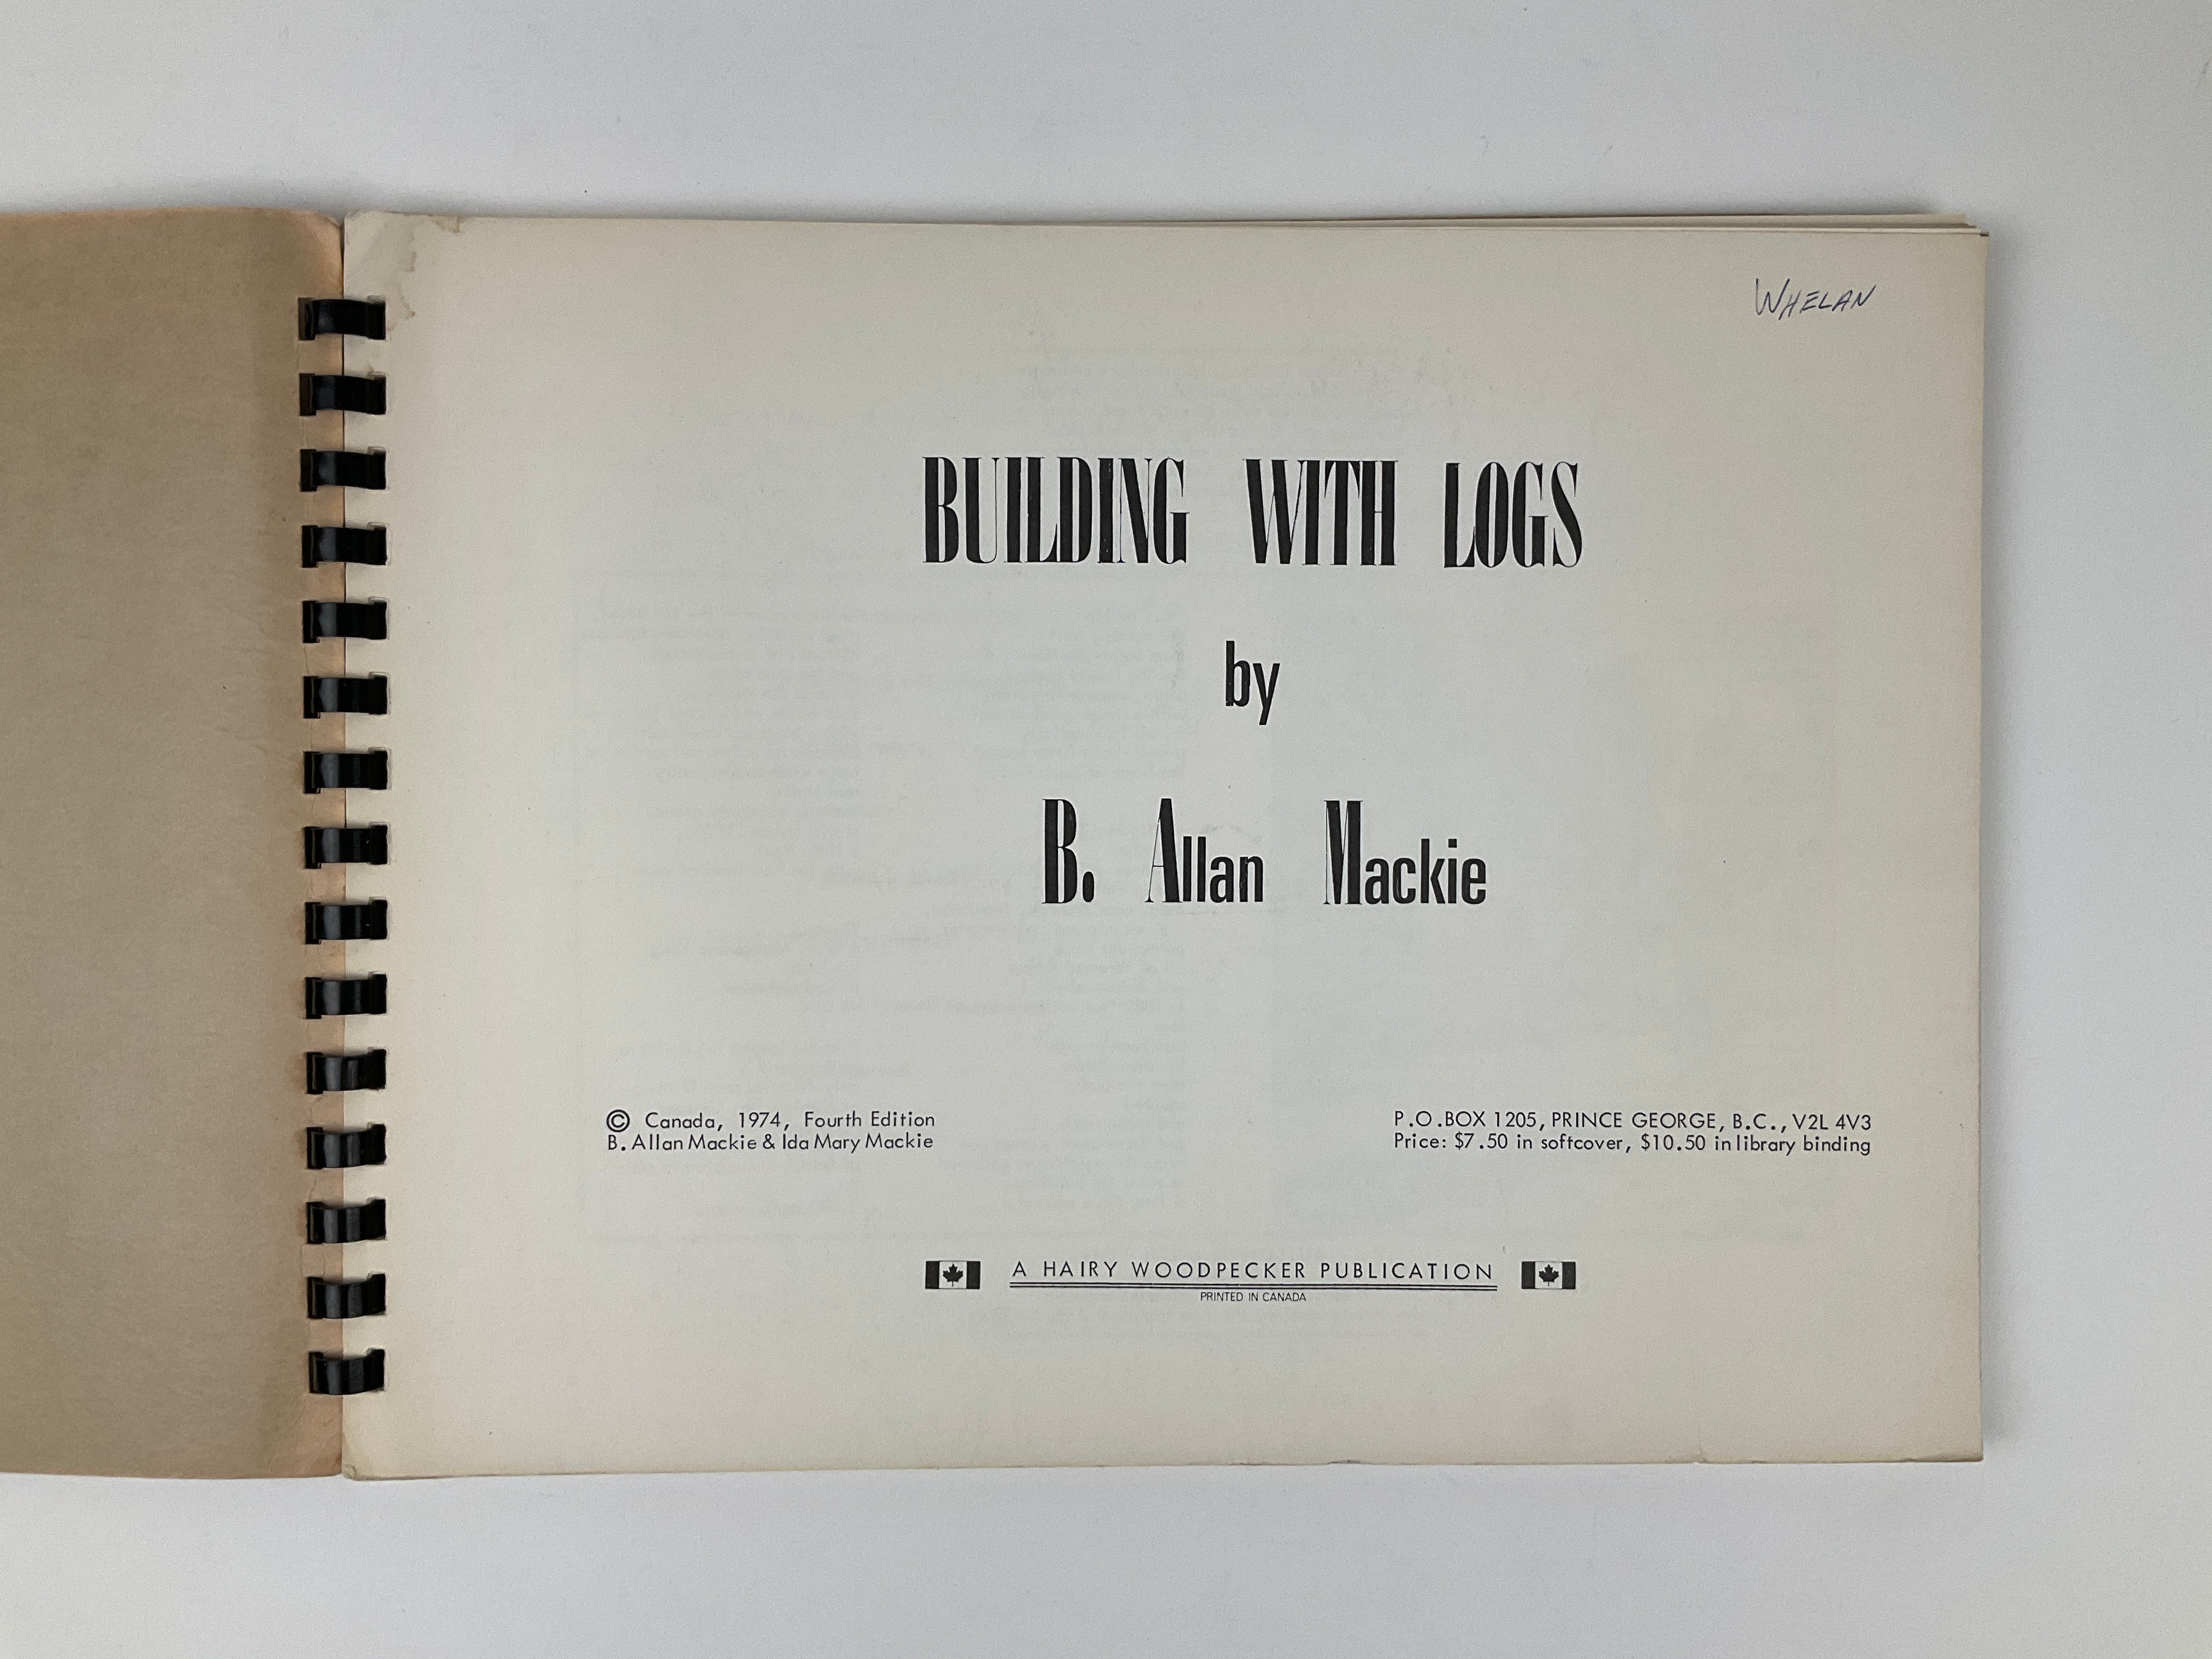 WHELAN
BUILDING WITH LOGS
by
B. Allan Mackie
© Canada, 1974, Fourth Edition
B. Allan Mackie & Ida Mary Mackie
P.O.BOX 1205, PRINCE GEORGE, B.C., V2L 4V3
Price: $7.50 in softcover, $10.50 in library binding
A HAIRY WOODPECKER PUBLICATION
PRINTED IN CANADA